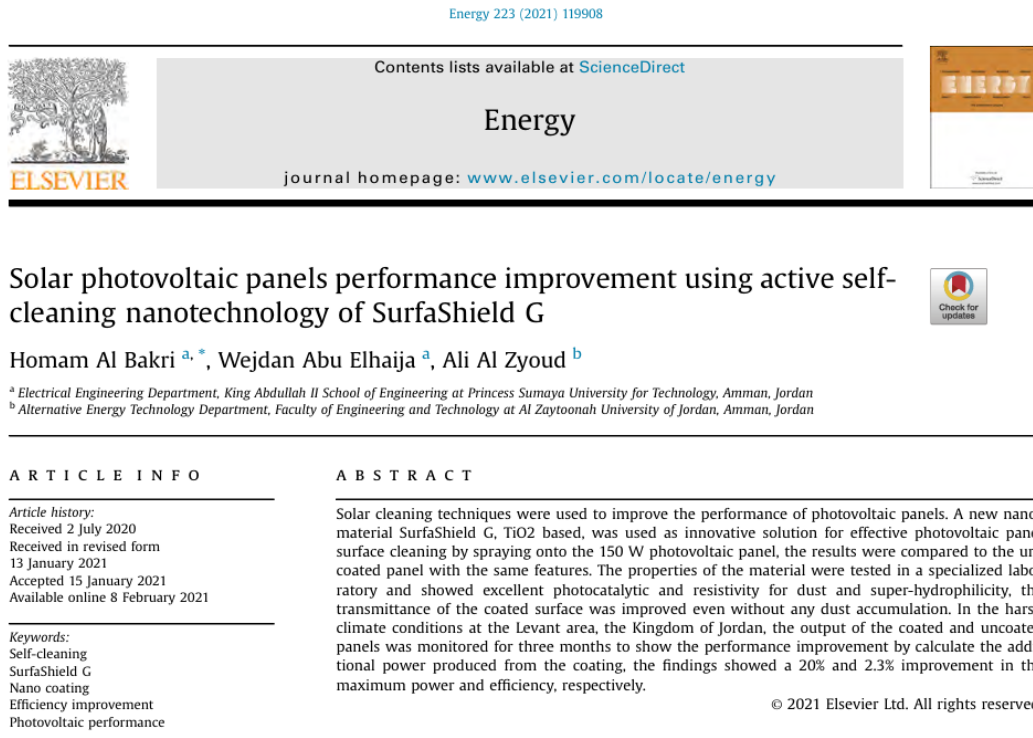 Energy 223 (2021) 119908
Contents lists available at ScienceDirect
Energy
journal homepage: www.elsevier.com/locate/energy
ELSEVIER
ENERGY
Solar photovoltaic panels performance improvement using active self-
cleaning nanotechnology of SurfaShield G
Check for
updates
Homam Al Bakri a, *, Wejdan Abu Elhaija a, Ali Al Zyoud b
a Electrical Engineering Department, King Abdullah II School of Engineering at Princess Sumaya University for Technology, Amman, Jordan
b Alternative Energy Technology Department, Faculty of Engineering and Technology at Al Zaytoonah University of Jordan, Amman, Jordan
ARTICLE INFO
Article history:
Received 2 July 2020
Received in revised form
13 January 2021
Accepted 15 January 2021
Available online 8 February 2021
Keywords:
Self-cleaning
SurfaShield G
Nano coating
Efficiency improvement
Photovoltaic performance
ABSTRACT
Solar cleaning techniques were used to improve the performance of photovoltaic panels. A new nano
material SurfaShield G, TiO2 based, was used as innovative solution for effective photovoltaic pane
surface cleaning by spraying onto the 150 W photovoltaic panel, the results were compared to the un
coated panel with the same features. The properties of the material were tested in a specialized labo
ratory and showed excellent photocatalytic and resistivity for dust and super-hydrophilicity, th
transmittance of the coated surface was improved even without any dust accumulation. In the hars
climate conditions at the Levant area, the Kingdom of Jordan, the output of the coated and uncoate
panels was monitored for three months to show the performance improvement by calculate the addi
tional power produced from the coating, the findings showed a 20% and 2.3% improvement in th
maximum power and efficiency, respectively.
© 2021 Elsevier Ltd. All rights reserved